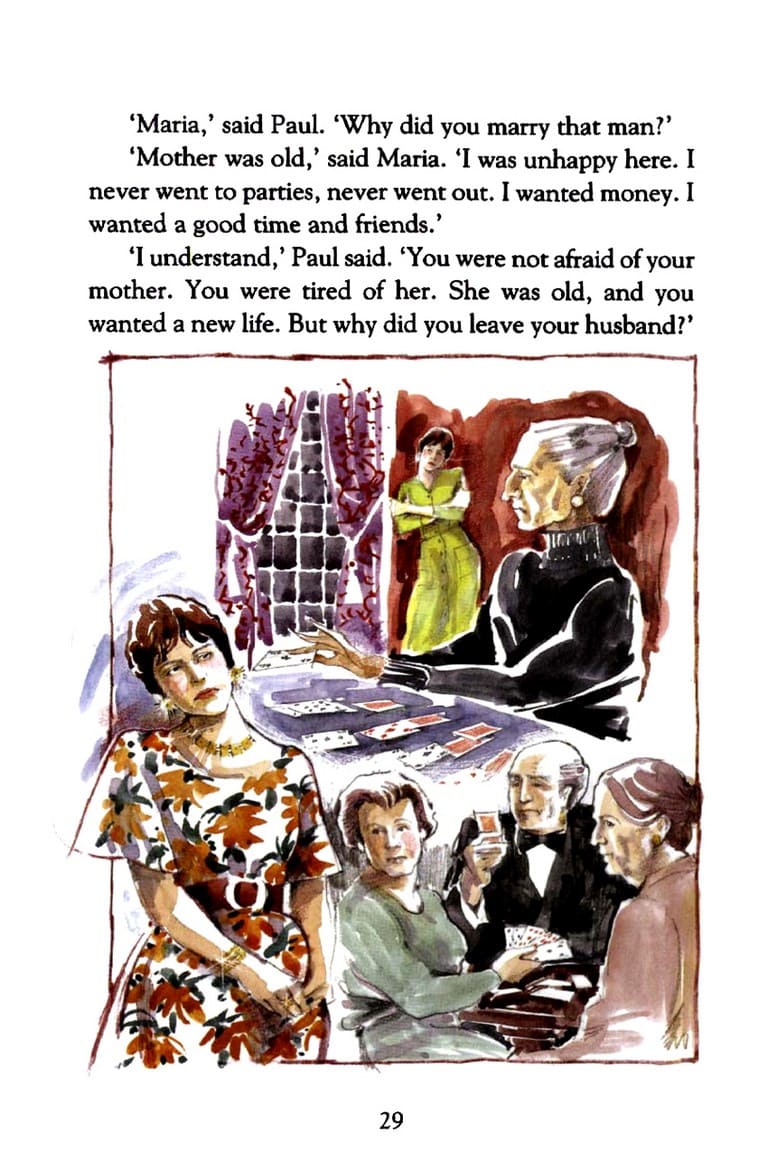 ‘Maria,’ said Paul. ‘Why did you marry that man?’
‘Mother was old,’ said Maria. ‘I was unhappy here. I
never went to parties, never went out. I wanted money. I
wanted a good time and friends.’
‘I understand,’ Paul said. ‘You were not afraid of your
mother. You were tired of her. She was old, and you
wanted a new life. But why did you leave your husband?’
29